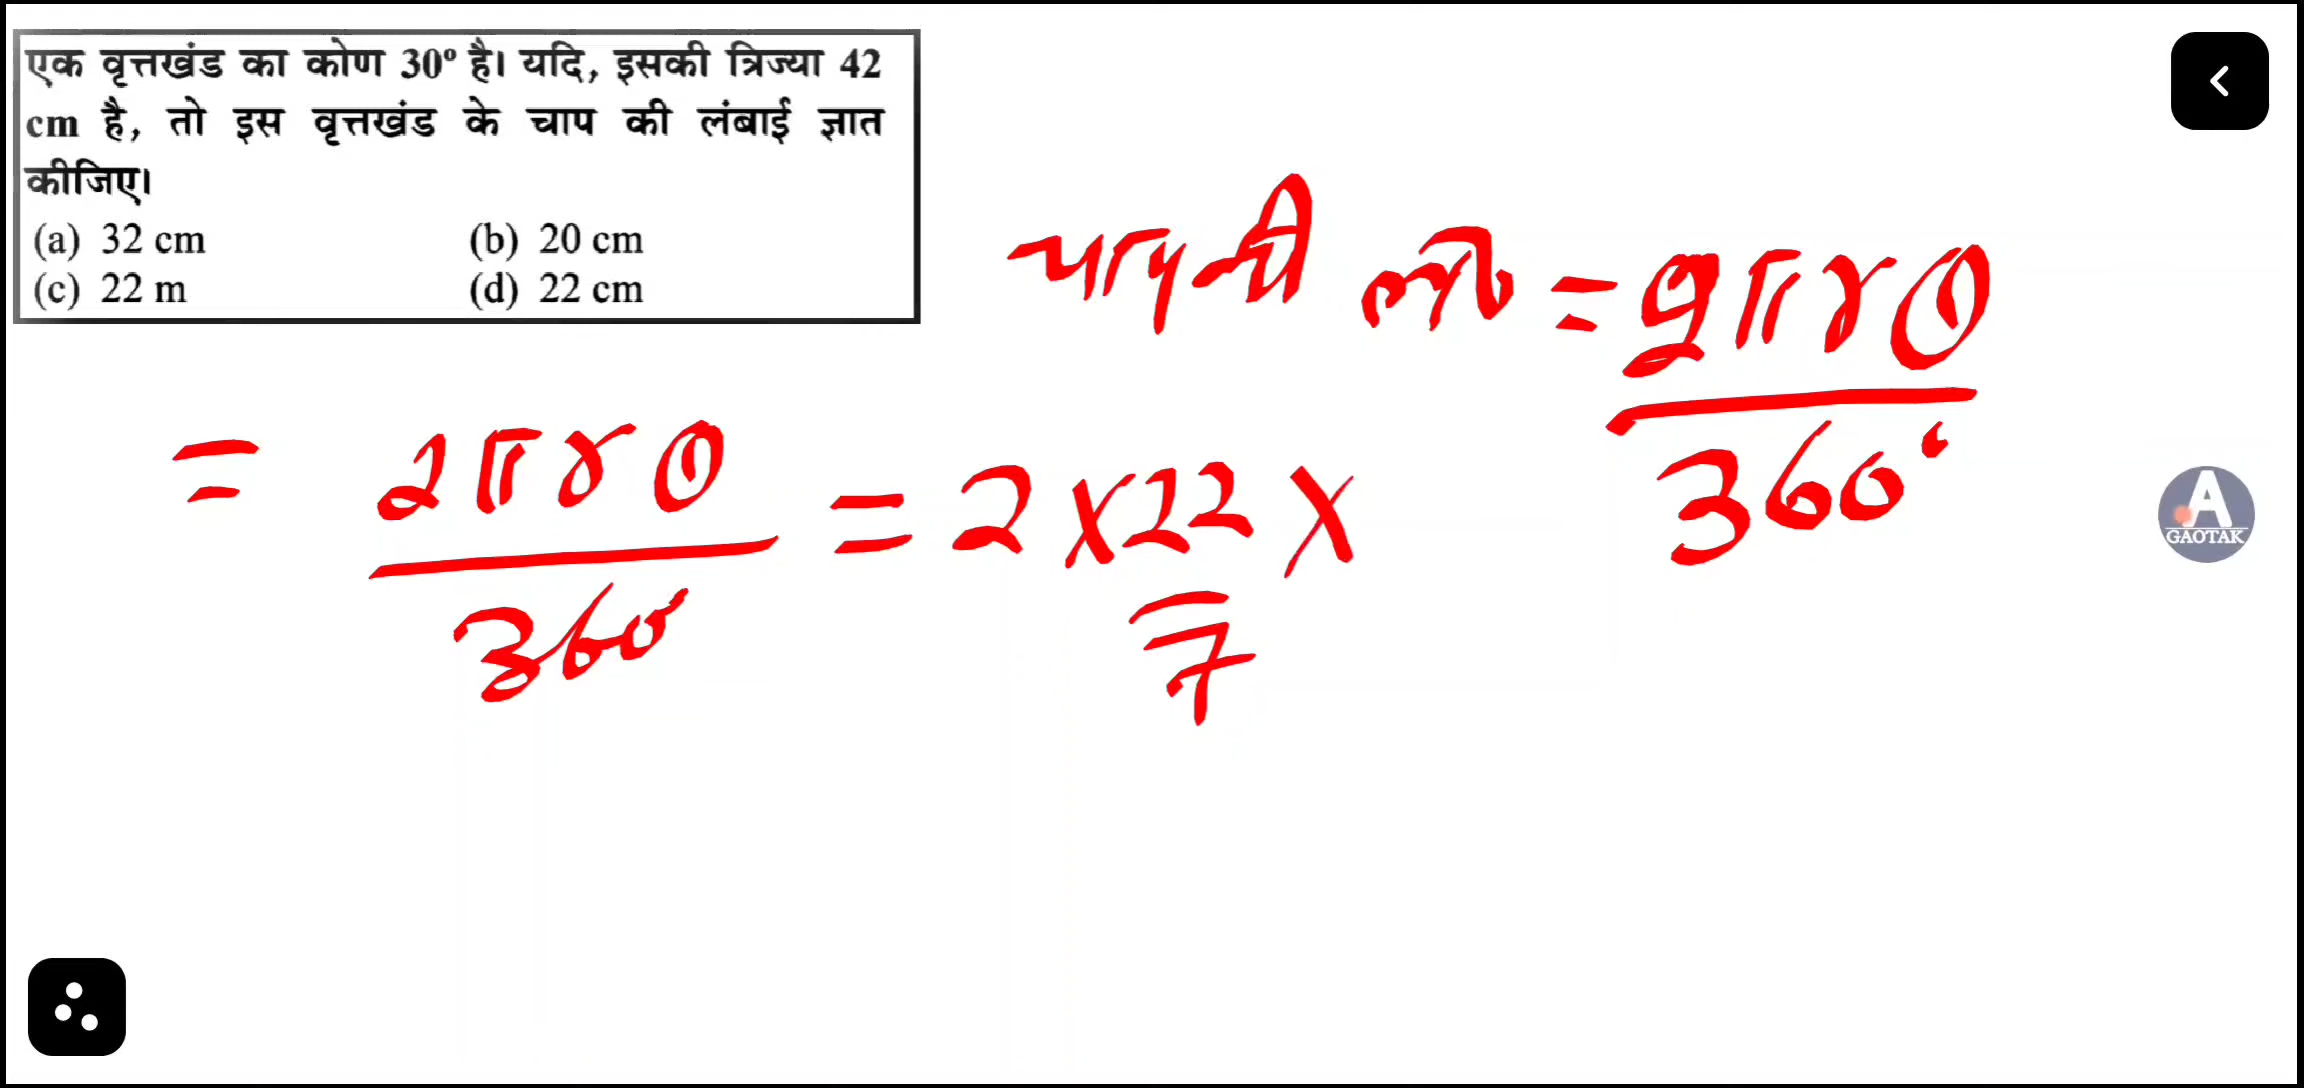 एक वृत्तखंड का कोण 30° है। यदि, इसकी त्रिज्या 42
cm है, तो इस वृत्तखंड के चाप की लंबाई ज्ञात
कीजिए।
(a) 32 cm (b) 20 cm
(c) 22 m (d) 22 cm
चाप की = 2πrθ
360°
= 2πrθ = 2 × 22 ×
360° 7
A
GAOTAK